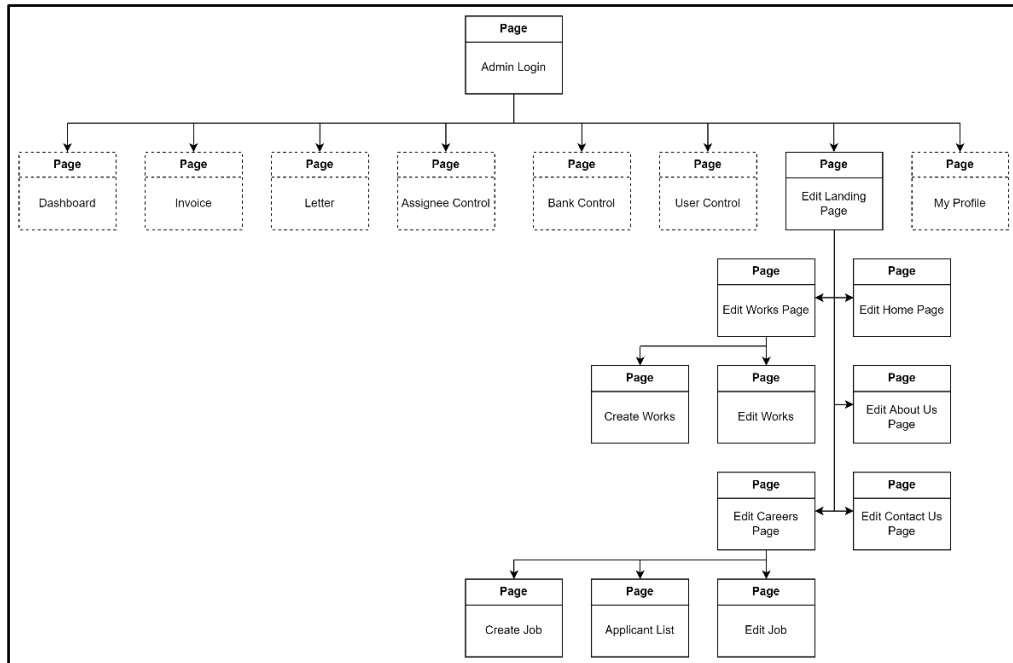 Page
Admin Login
Page
Dashboard
Page
Invoice
Page
Letter
Page
Assignee Control
Page
Bank Control
Page
User Control
Page
Edit Landing
Page
Page
My Profile
Page
Edit Works Page
Page
Edit Home Page
Page
Create Works
Page
Edit Works
Page
Edit About Us
Page
Page
Edit Careers
Page
Page
Edit Contact Us
Page
Page
Create Job
Page
Applicant List
Page
Edit Job